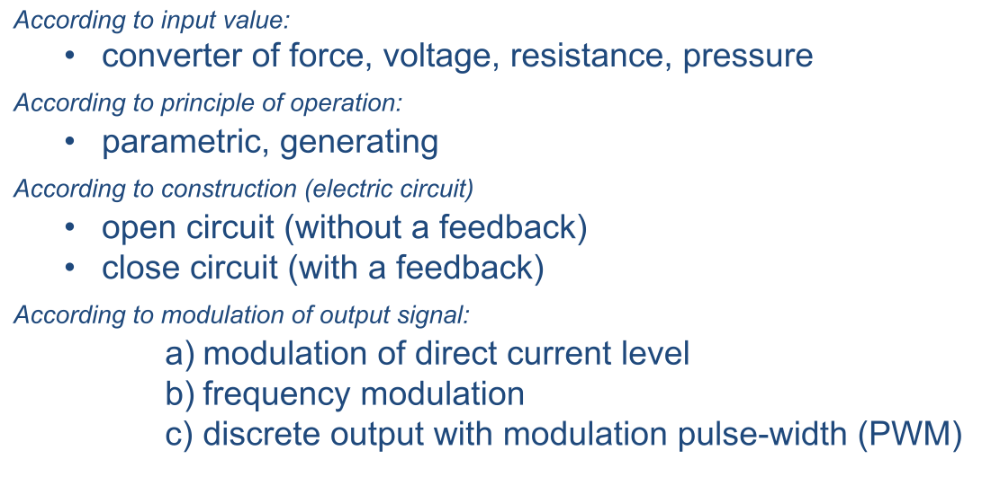 According to input value:
• converter of force, voltage, resistance, pressure
According to principle of operation:
• parametric, generating
According to construction (electric circuit)
• open circuit (without a feedback)
• close circuit (with a feedback)
According to modulation of output signal:
a) modulation of direct current level
b) frequency modulation
c) discrete output with modulation pulse-width (PWM)